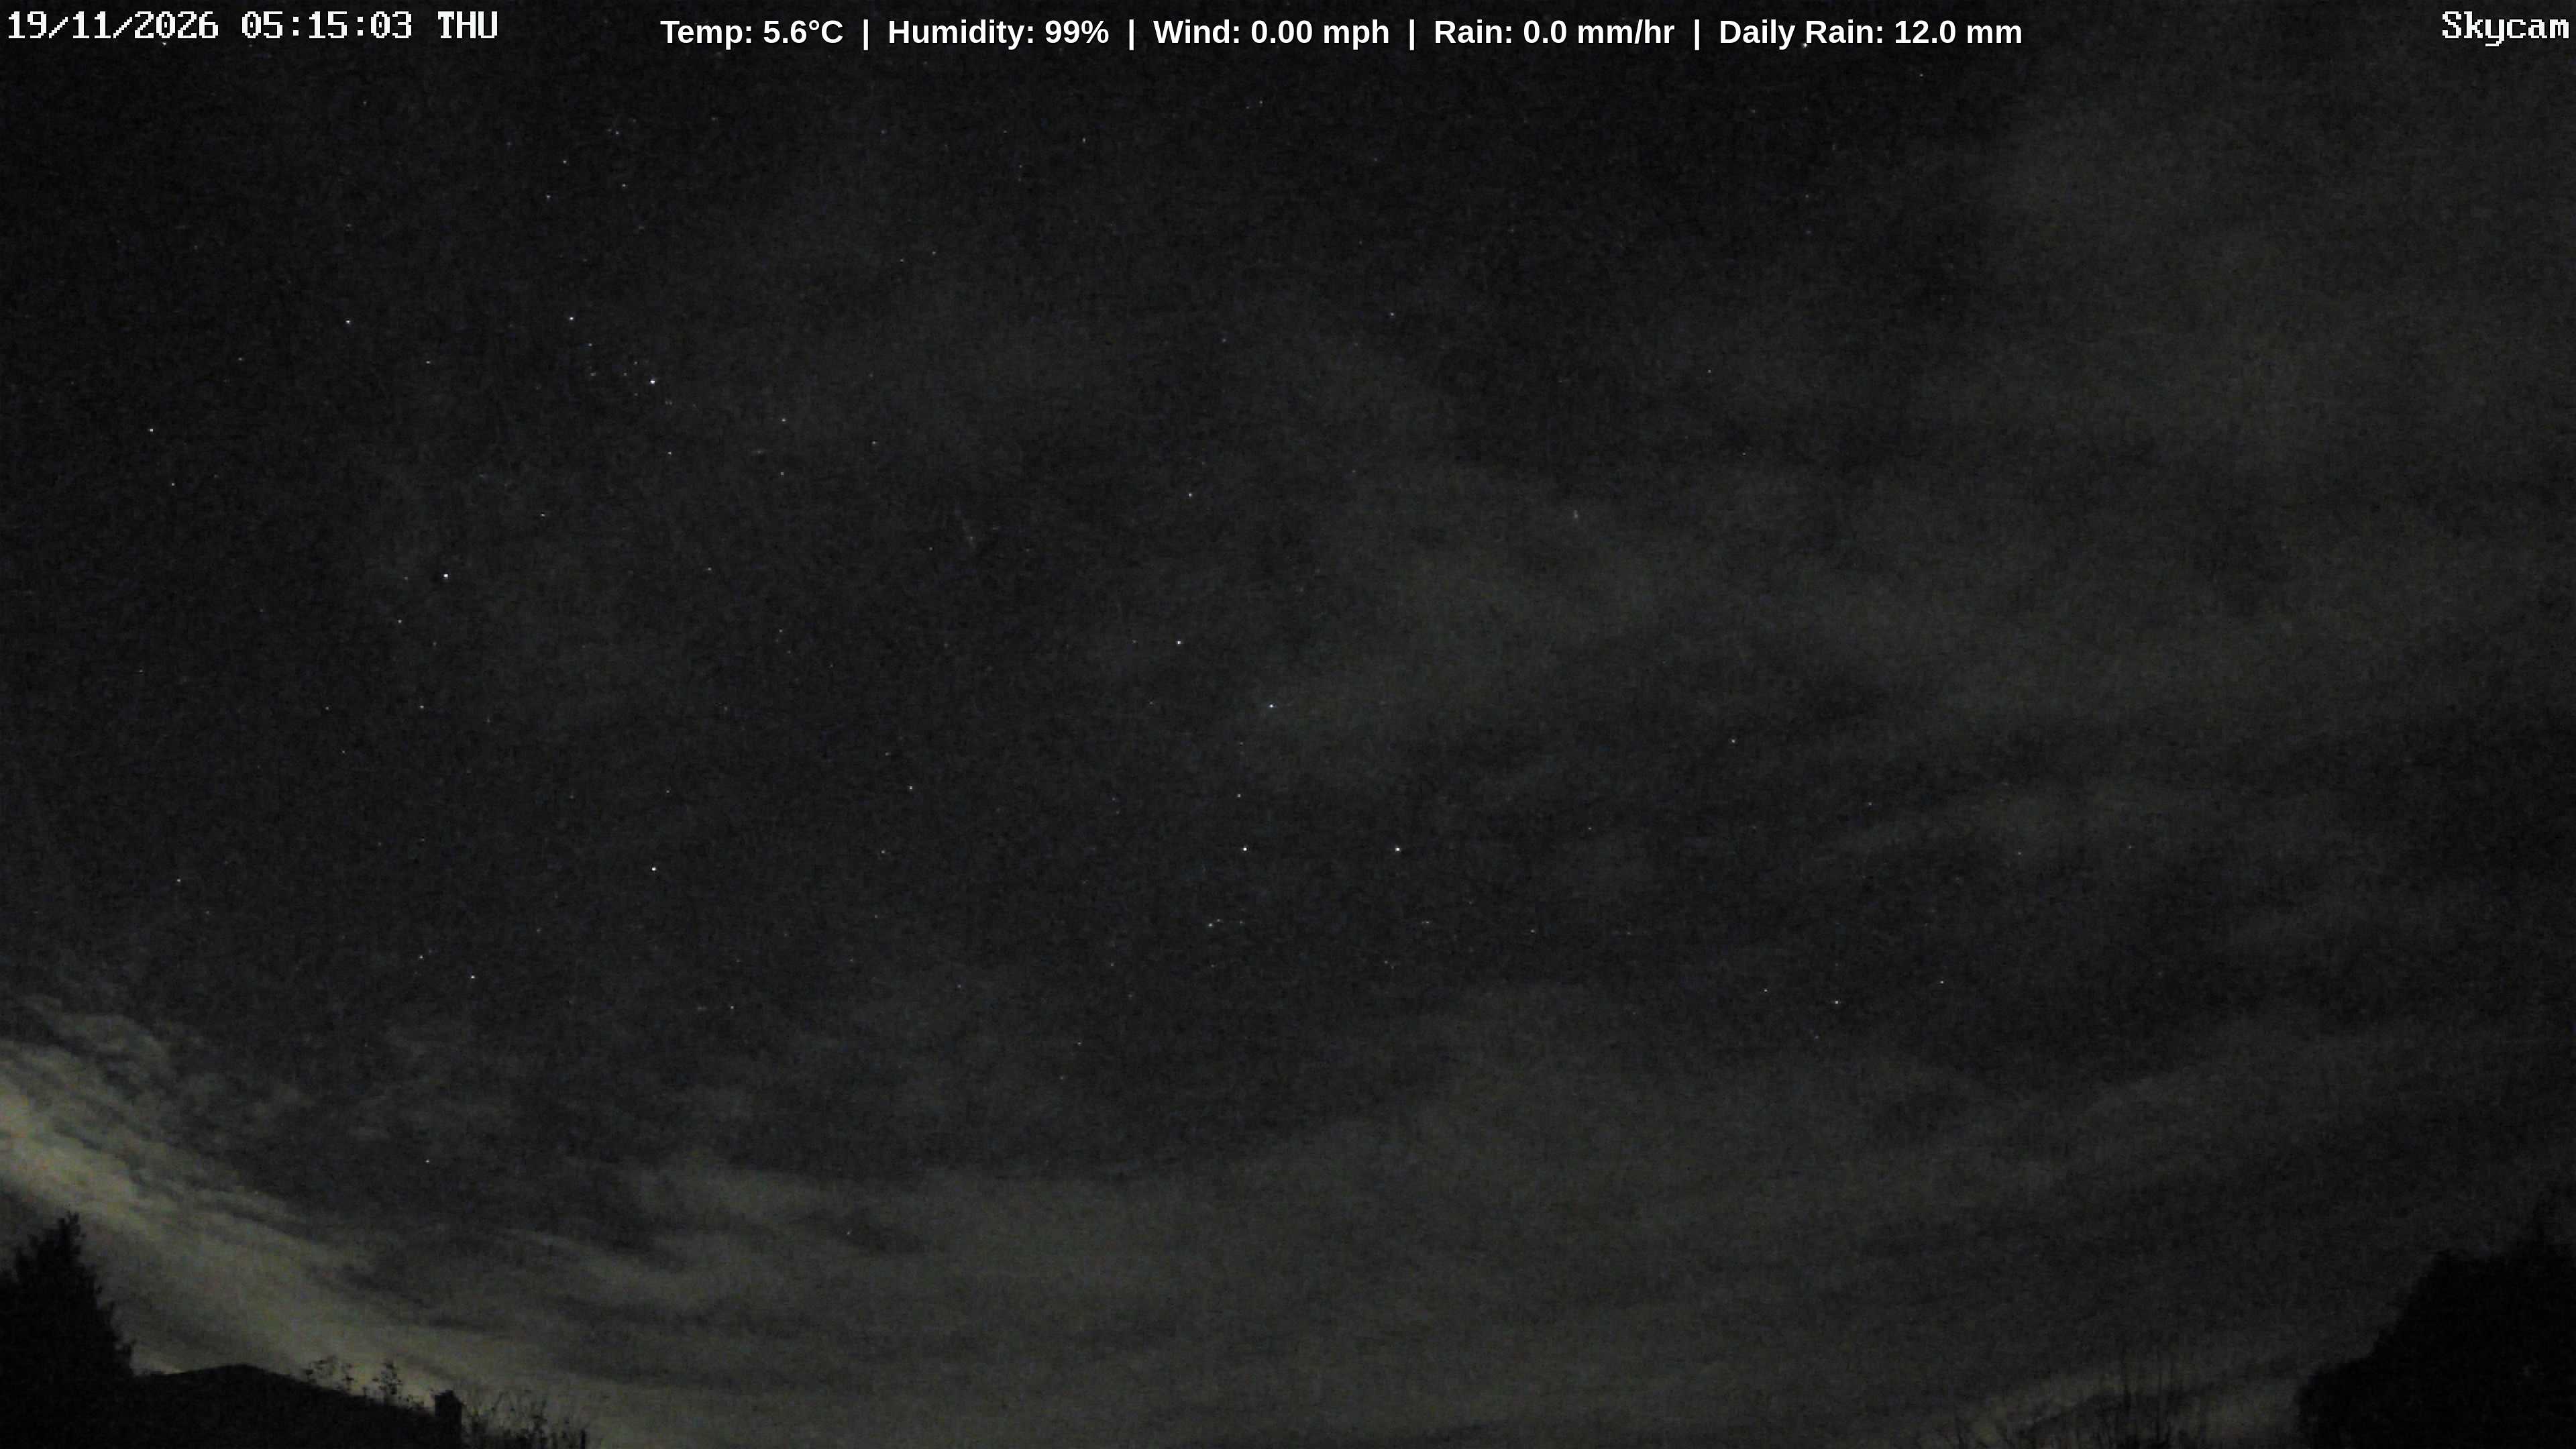 19/11/2026 05:15:03 THU
Temp: 5.6°C | Humidity: 99% | Wind: 0.00 mph | Rain: 0.0 mm/hr | Daily Rain: 12.0 mm
Skycam